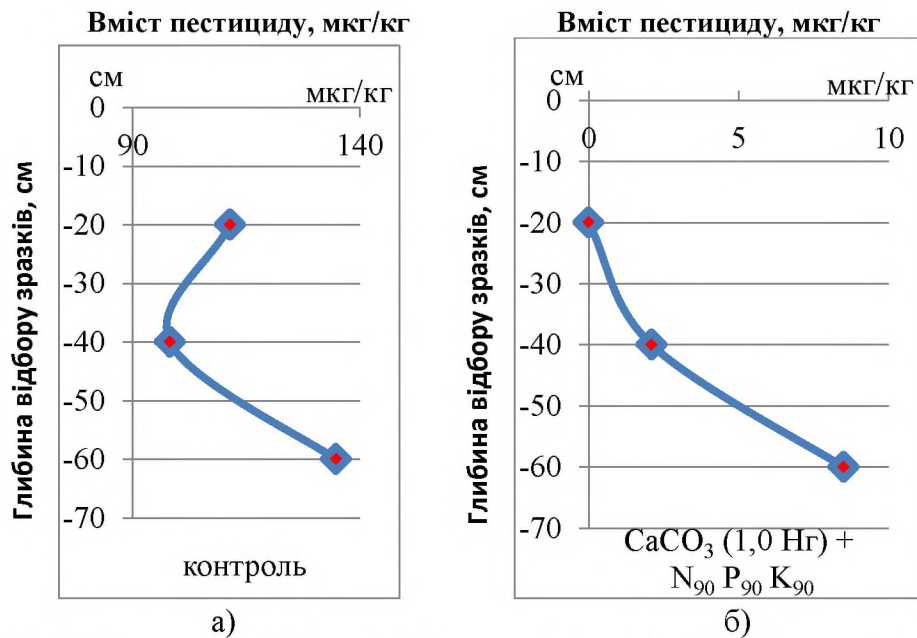 Вміст пестициду, мкг/кг
см
мкг/кг
0
90
140
-10
-20
-30
-40
-50
-60
-70
Глибина відбору зразків, см
контроль
а)
Вміст пестициду, мкг/кг
см
мкг/кг
0
0
5
10
-10
-20
-30
-40
-50
-60
-70
Глибина відбору зразків, см
CaCO₃ (1,0 Нг) +
N₉₀ P₉₀ K₉₀
б)